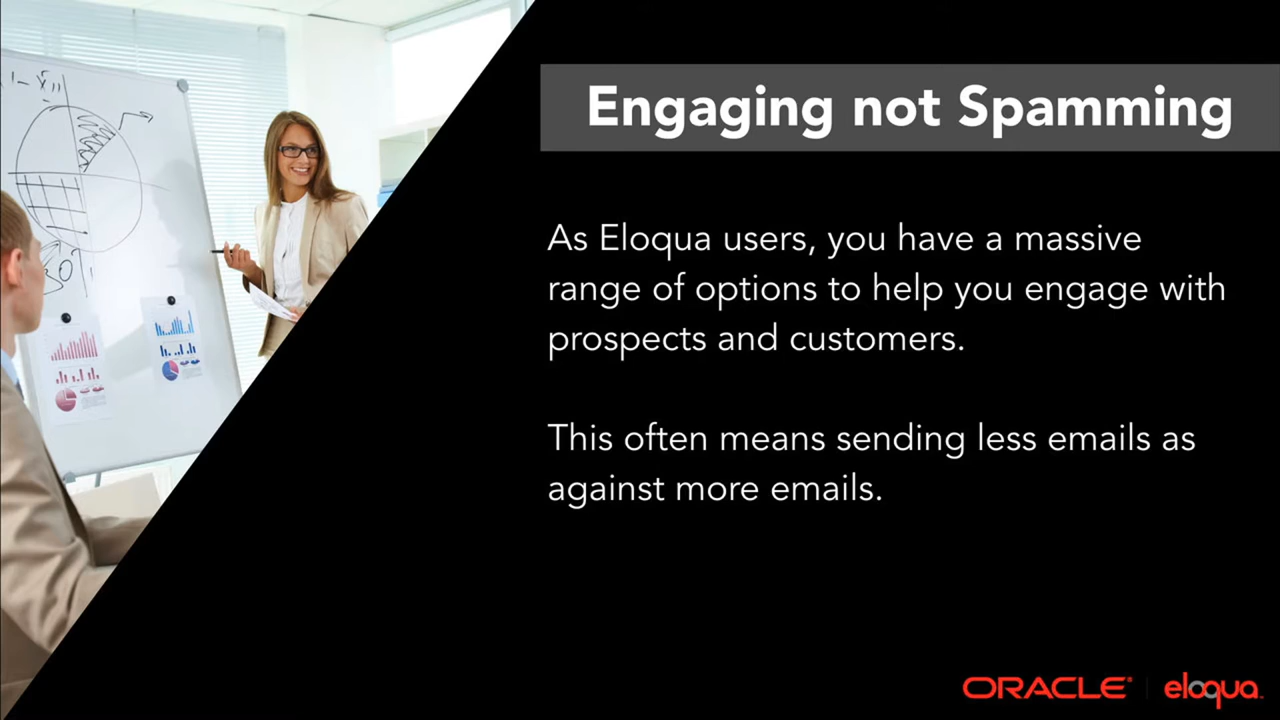 Engaging not Spamming
As Eloqua users, you have a massive
range of options to help you engage with
prospects and customers.
This often means sending less emails as
against more emails.
ORACLE | eloqua